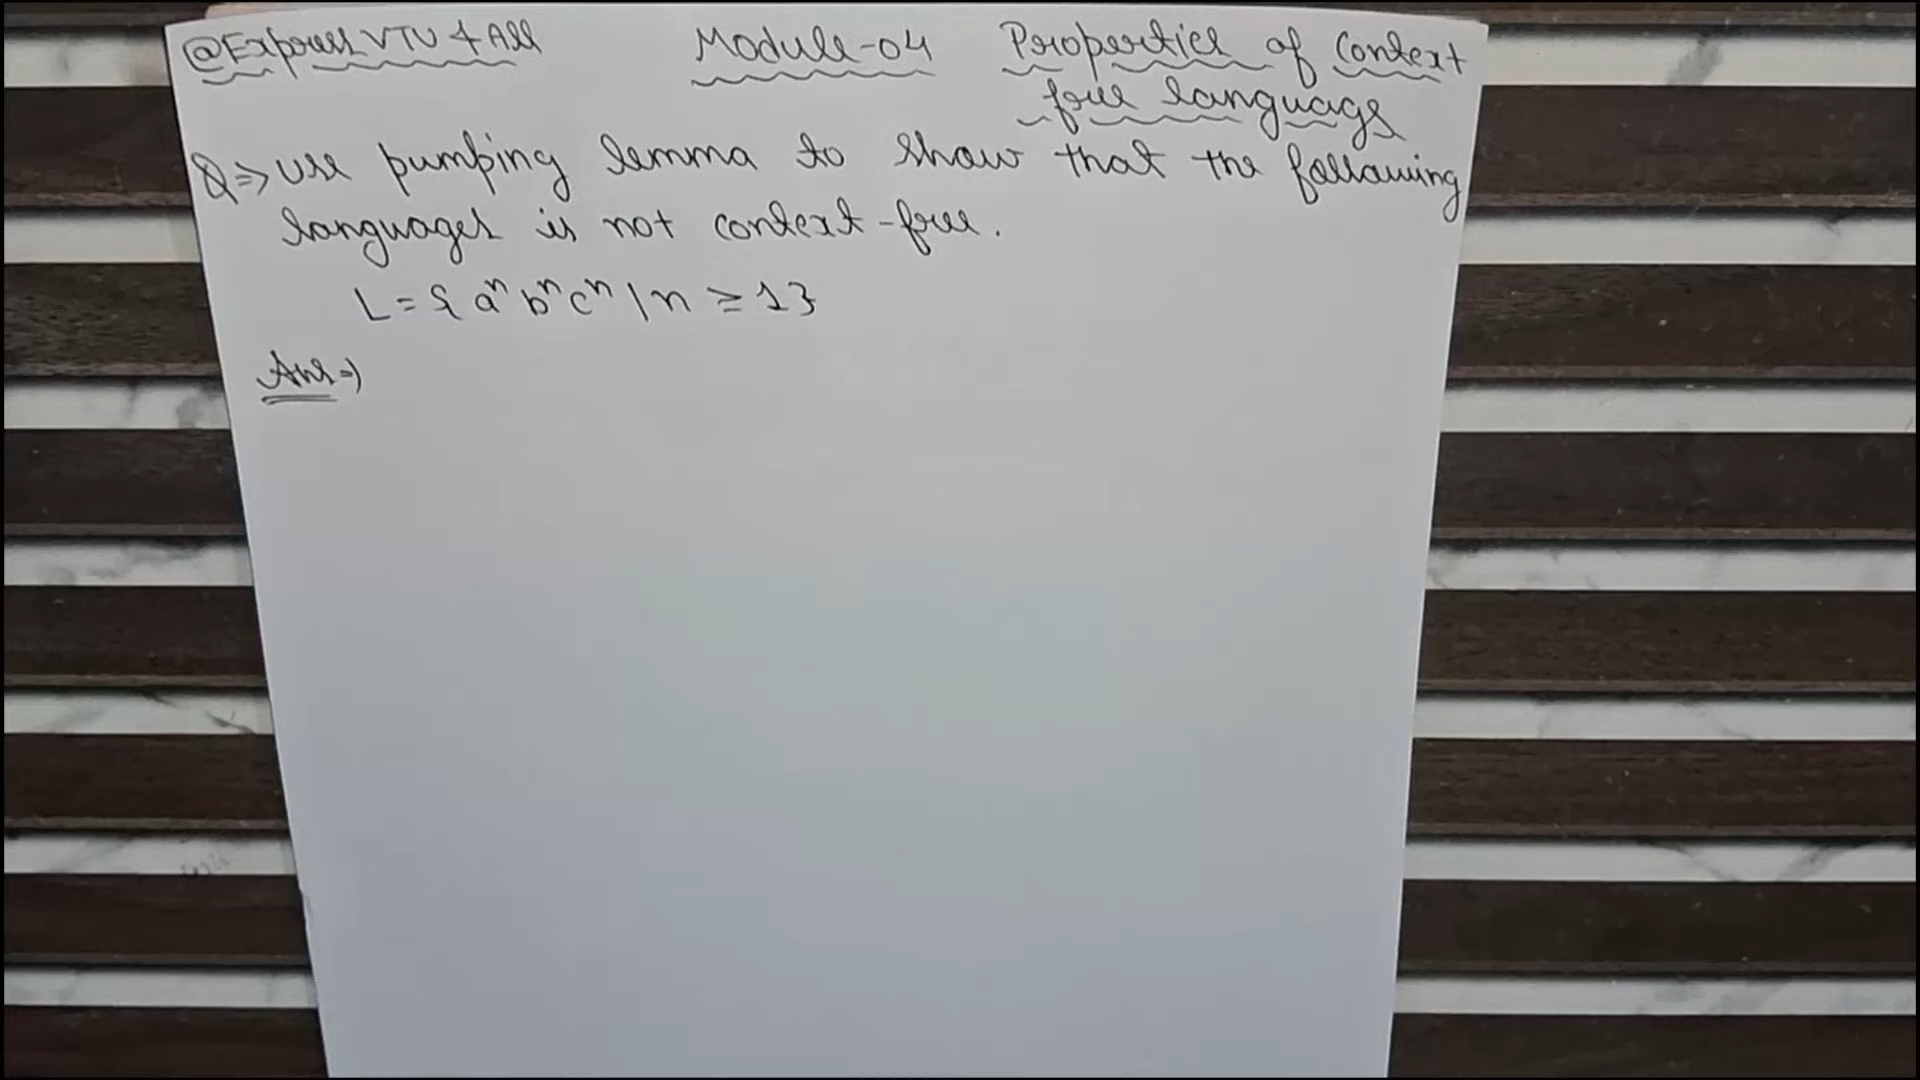 @Express VTU 4 All Module-04 Properties of Context
free languags
Q⇒ use pumping lemma to show that the following
languages is not context-free.
L = { aⁿ bⁿ cⁿ | n ≥ 1 }
Ans ⇒